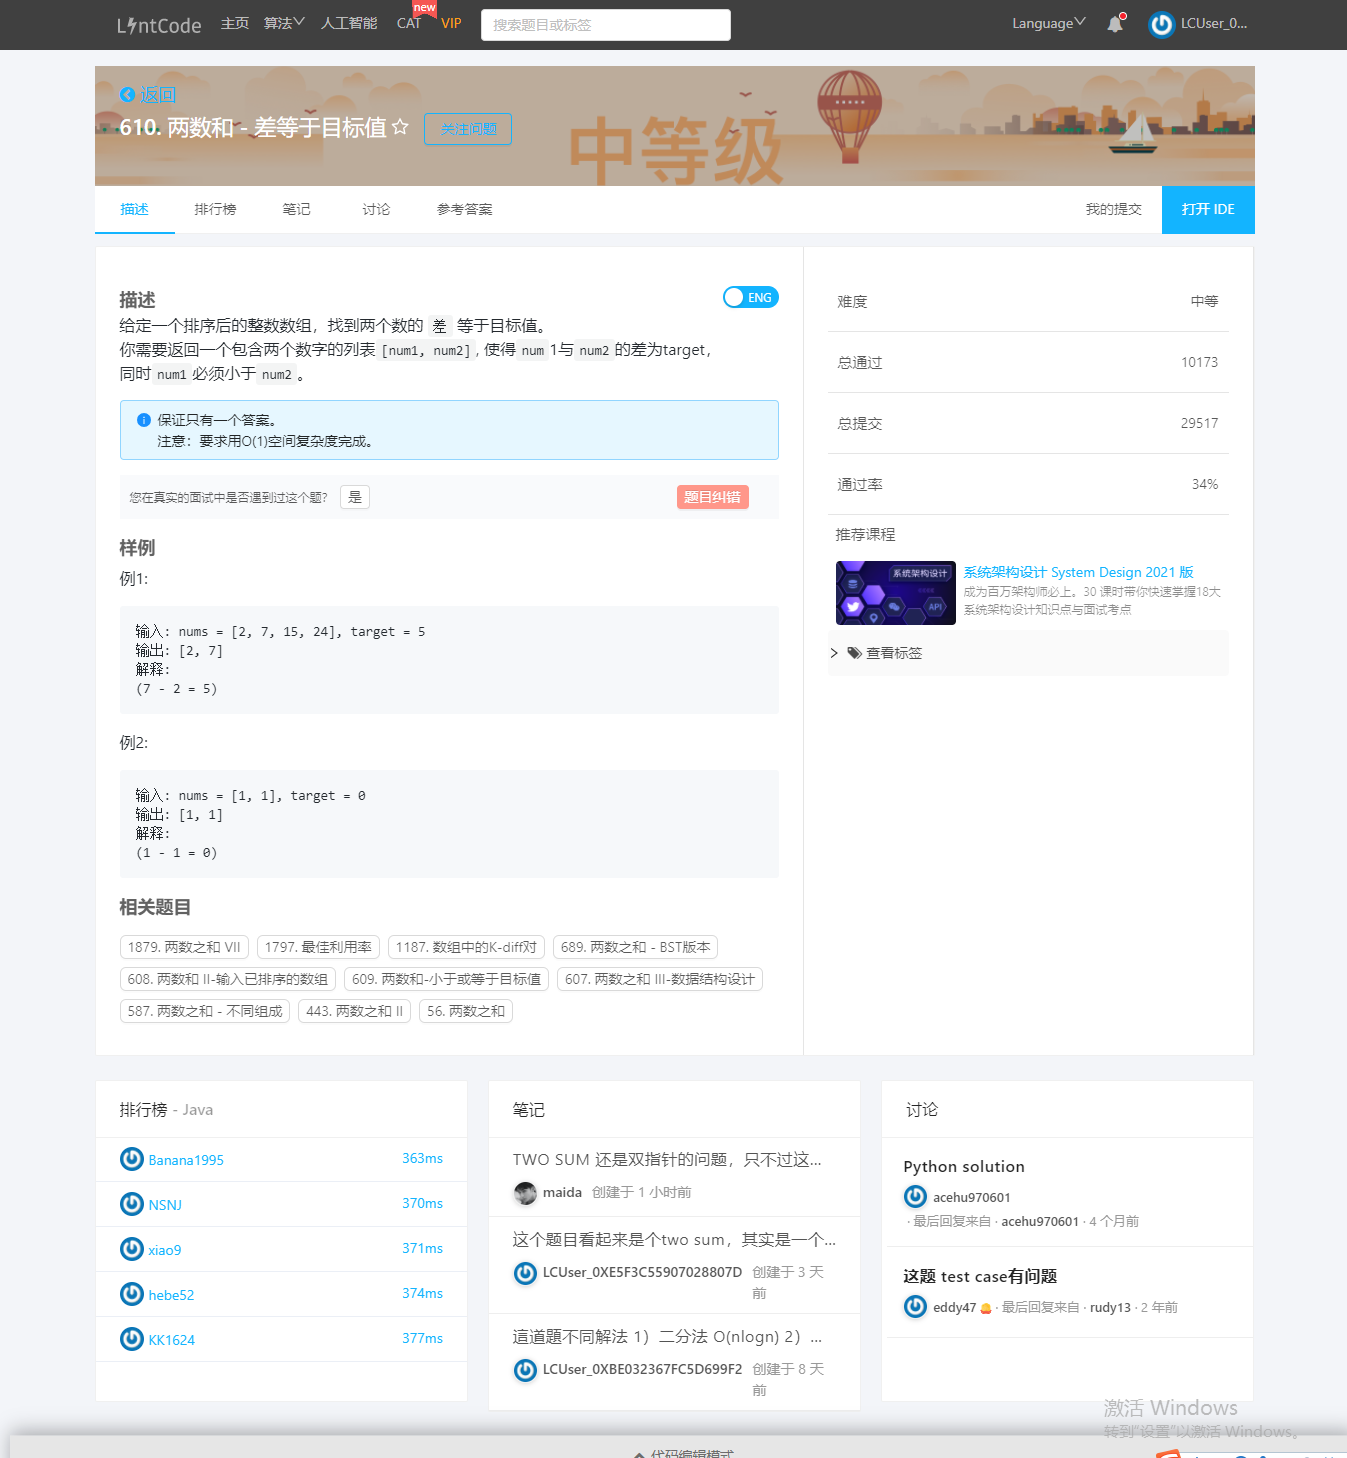 LintCode 主页 算法 人工智能 CAT new VIP 搜索题目或标签 Language LCUser_0...
返回
610. 两数和 - 差等于目标值 关注问题
中等级
描述 排行榜 笔记 讨论 参考答案 我的提交 打开 IDE
描述
ENG
给定一个排序后的整数数组，找到两个数的 差 等于目标值。
你需要返回一个包含两个数字的列表 [num1, num2] , 使得 num 1与 num2 的差为target，
同时 num1 必须小于 num2 。
保证只有一个答案。
注意：要求用O(1)空间复杂度完成。
您在真实的面试中是否遇到过这个题? 是 题目纠错
样例
例1:
输入: nums = [2, 7, 15, 24], target = 5
输出: [2, 7]
解释:
(7 - 2 = 5)
例2:
输入: nums = [1, 1], target = 0
输出: [1, 1]
解释:
(1 - 1 = 0)
相关题目
1879. 两数之和 VII 1797. 最佳利用率 1187. 数组中的K-diff对 689. 两数之和 - BST版本
608. 两数和 II-输入已排序的数组 609. 两数和-小于或等于目标值 607. 两数之和 III-数据结构设计
587. 两数之和 - 不同组成 443. 两数之和 II 56. 两数之和
难度 中等
总通过 10173
总提交 29517
通过率 34%
推荐课程
系统架构设计
API
系统架构设计 System Design 2021 版
成为百万架构师必上。30 课时带你快速掌握18大
系统架构设计知识点与面试考点
查看标签
排行榜 - Java
Banana1995 363ms
NSNJ 370ms
xiao9 371ms
hebe52 374ms
KK1624 377ms
笔记
TWO SUM 还是双指针的问题，只不过这...
maida 创建于 1 小时前
这个题目看起来是个two sum，其实是一个...
LCUser_0XE5F3C55907028807D 创建于 3 天
前
這道題不同解法 1）二分法 O(nlogn) 2）...
LCUser_0XBE032367FC5D699F2 创建于 8 天
前
讨论
Python solution
acehu970601
· 最后回复来自 · acehu970601 · 4 个月前
这题 test case有问题
eddy47 · 最后回复来自 · rudy13 · 2 年前
激活 Windows
转到"设置"以激活 Windows。
代码编辑模式